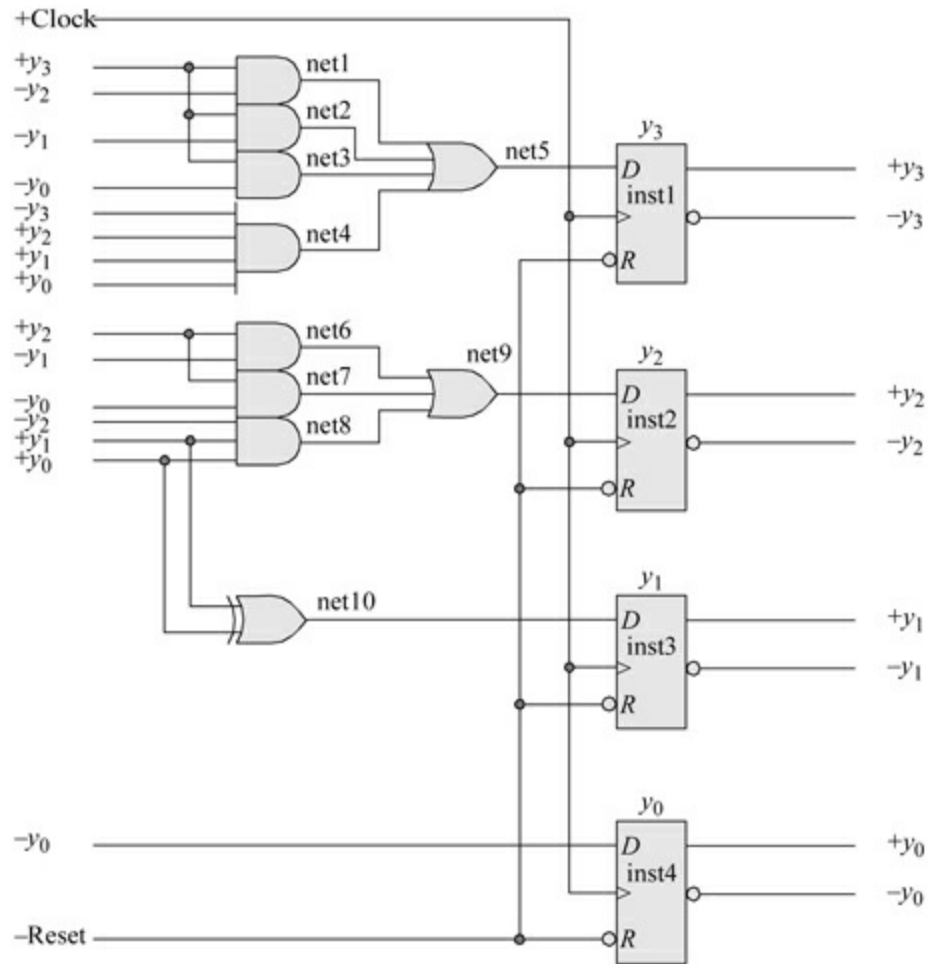 +Clock
+y3
−y2
−y1
−y0
−y3
+y2
+y1
+y0
net1
net2
net3
net4
net5
y3
D
inst1
R
+y3
−y3
+y2
−y1
−y0
−y2
+y1
+y0
net6
net7
net8
net9
y2
D
inst2
R
+y2
−y2
net10
y1
D
inst3
R
+y1
−y1
−y0
y0
D
inst4
R
+y0
−y0
−Reset